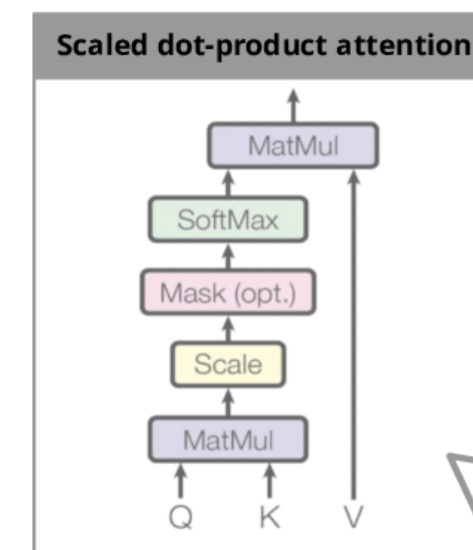 Scaled dot-product attention
MatMul
SoftMax
Mask (opt.)
Scale
MatMul
Q K V